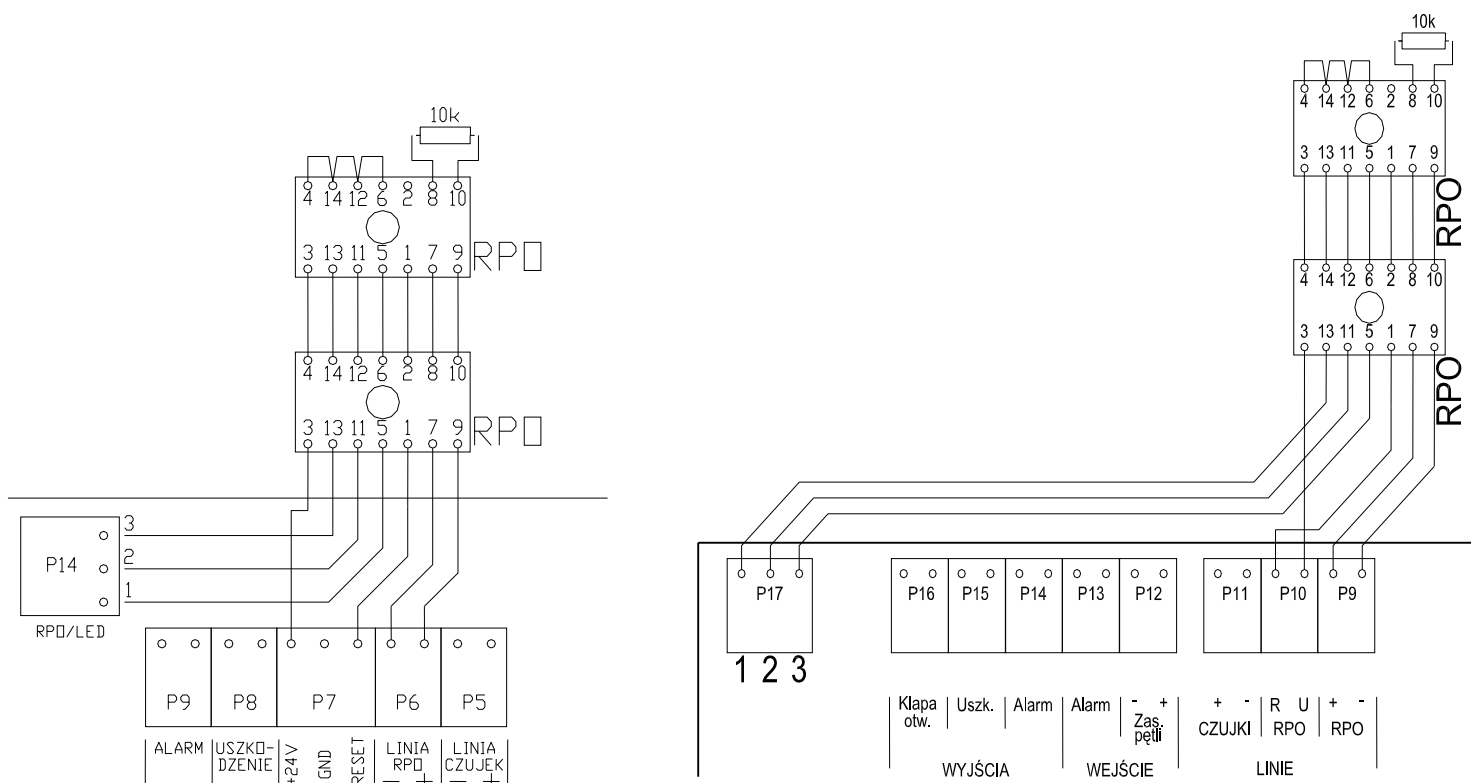 10k
4 14 12 6 2 8 10
3 13 11 5 1 7 9
RPO
4 14 12 6 2 8 10
3 13 11 5 1 7 9
RPO
3
P14
2
1
RPO/LED
P9 P8 P7 P6 P5
ALARM
USZKO-
DZENIE
+24V
GND
RESET
LINIA
RPO
- +
LINIA
CZUJEK
- +
10k
4 14 12 6 2 8 10
3 13 11 5 1 7 9
RPO
4 14 12 6 2 8 10
3 13 11 5 1 7 9
RPO
P17 P16 P15 P14 P13 P12 P11 P10 P9
1 2 3
Klapa
otw.
Uszk.
Alarm
Alarm
- +
Zas.
pętli
+ -
CZUJKI
R U
RPO
+ -
RPO
WYJŚCIA WEJŚCIE LINIE